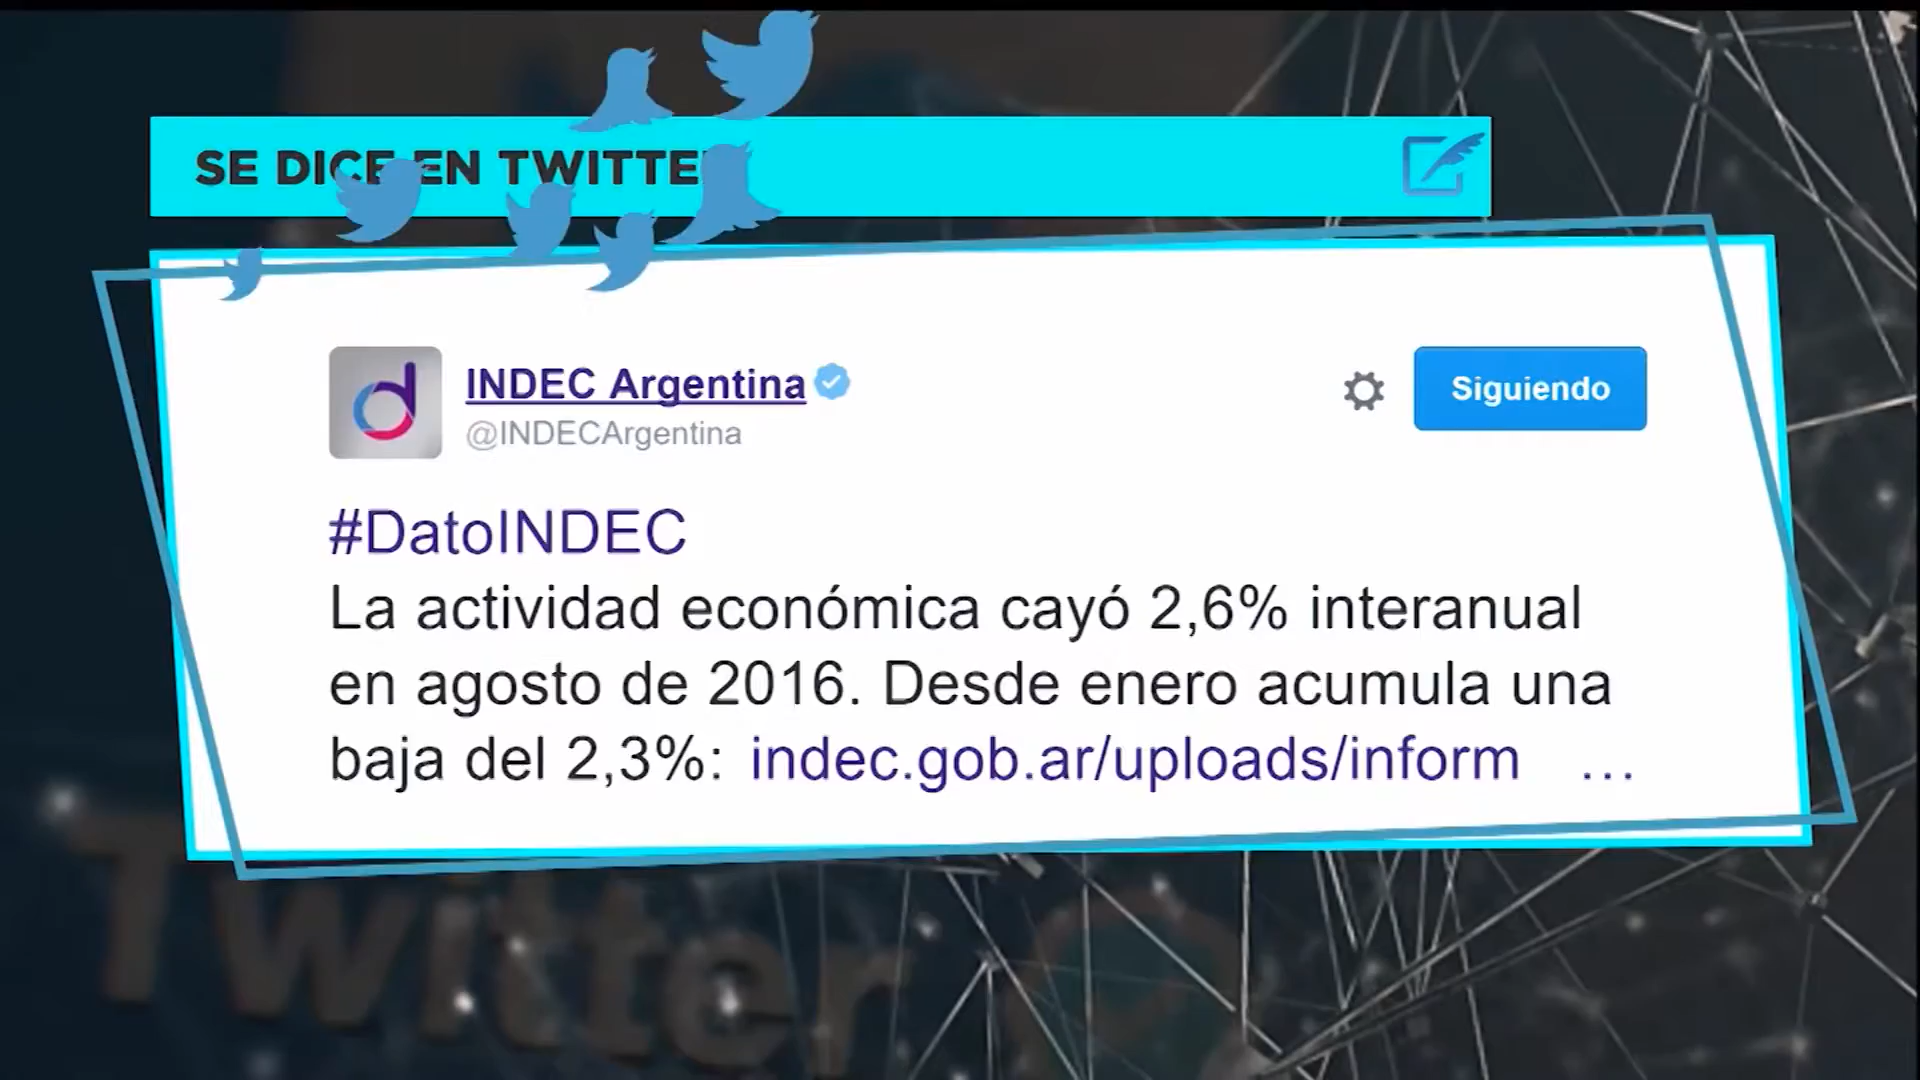 SE DICE EN TWITTER
INDEC Argentina
@INDECArgentina
Siguiendo
#DatoINDEC
La actividad económica cayó 2,6% interanual
en agosto de 2016. Desde enero acumula una
baja del 2,3%: indec.gob.ar/uploads/inform ...
Twitter